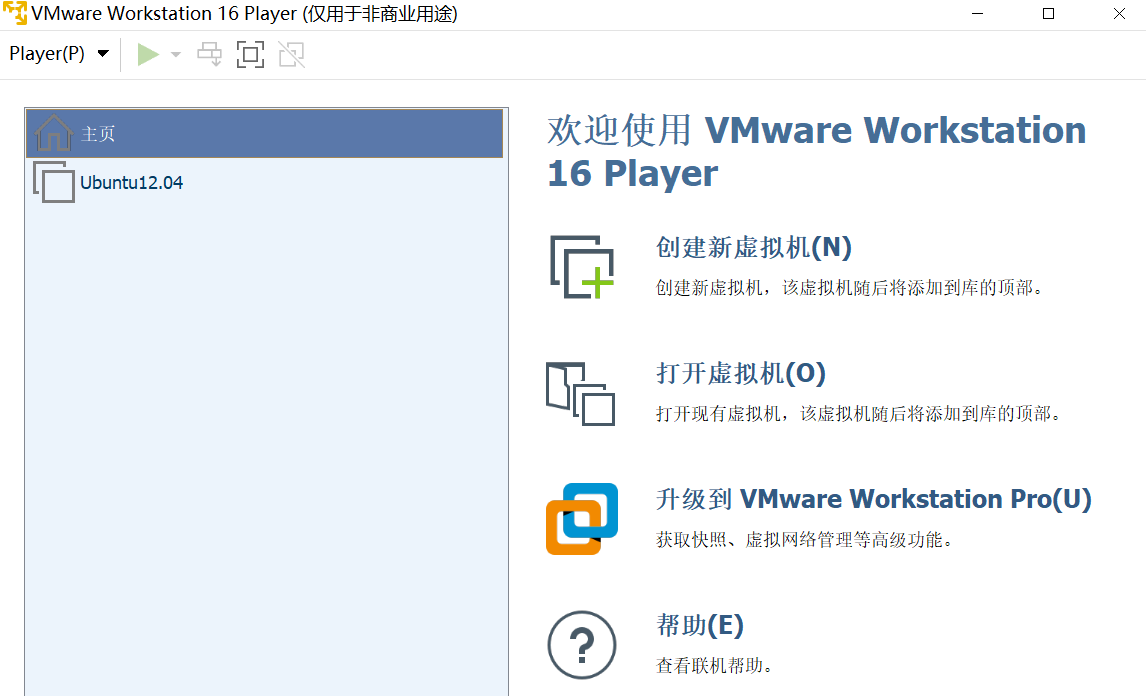 VMware Workstation 16 Player (仅用于非商业用途)
Player(P)
主页
Ubuntu12.04
欢迎使用 VMware Workstation
16 Player
创建新虚拟机(N)
创建新虚拟机，该虚拟机随后将添加到库的顶部。
打开虚拟机(O)
打开现有虚拟机，该虚拟机随后将添加到库的顶部。
升级到 VMware Workstation Pro(U)
获取快照、虚拟网络管理等高级功能。
帮助(E)
查看联机帮助。